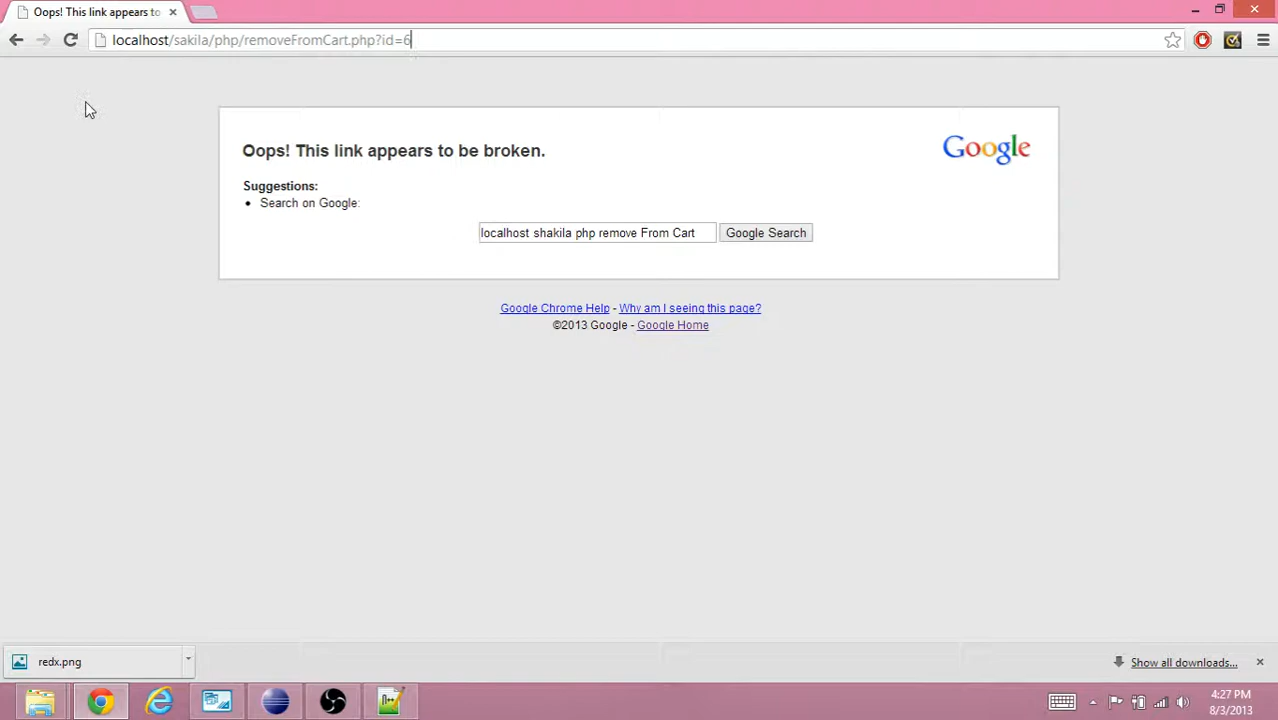 Oops! This link appears to
localhost/sakila/php/removeFromCart.php?id=6
Oops! This link appears to be broken.
Google
Suggestions:
Search on Google:
localhost shakila php remove From Cart
Google Search
Google Chrome Help - Why am I seeing this page?
©2013 Google - Google Home
redx.png
Show all downloads...
4:27 PM
8/3/2013